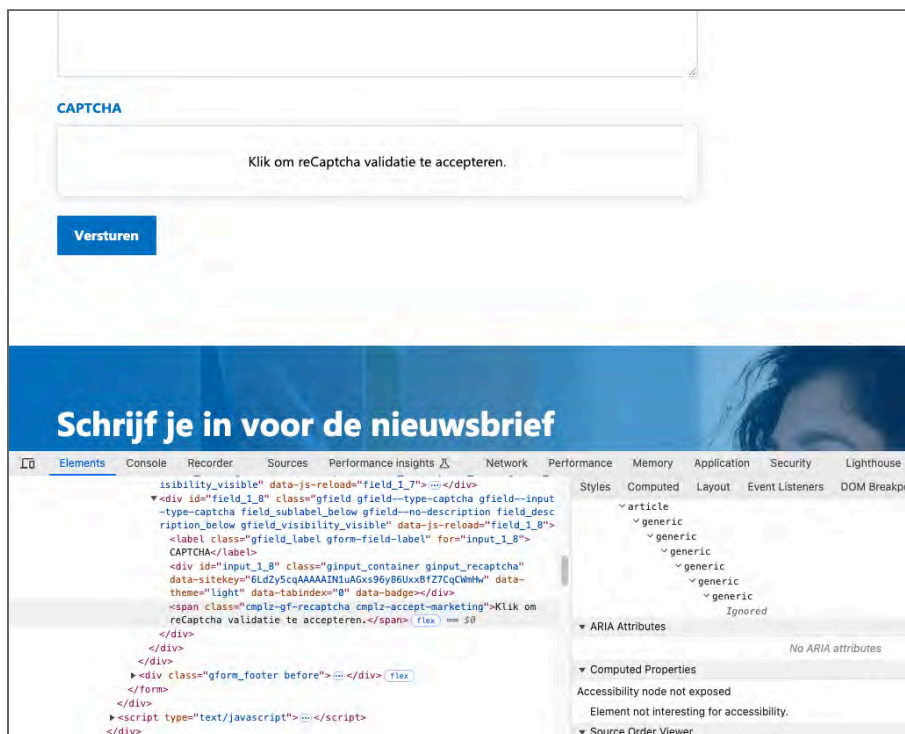 CAPTCHA
Klik om reCaptcha validatie te accepteren.
Versturen
Schrijf je in voor de nieuwsbrief
Elements Console Recorder Sources Performance insights Network Performance Memory Application Security Lighthouse
isibility_visible" data-js-reload="field_1_7">⋯</div>
▼<div id="field_1_8" class="gfield gfield--type-captcha gfield--input
-type-captcha field_sublabel_below gfield--no-description field_desc
ription_below gfield_visibility_visible" data-js-reload="field_1_8">
<label class="gfield_label gform-field-label" for="input_1_8">
CAPTCHA</label>
<div id="input_1_8" class="ginput_container ginput_recaptcha"
data-sitekey="6LdZy5cqAAAAAIN1uAGxs96y86UxxBfZ7CqCWmHw" data-
theme="light" data-tabindex="0" data-badge></div>
<span class="cmplz-gf-recaptcha cmplz-accept-marketing">Klik om
reCaptcha validatie te accepteren.</span> flex == $0
</div>
</div>
</div>
▶<div class="gform_footer before">⋯</div> flex
</form>
</div>
▶<script type="text/javascript">⋯</script>
</div>
Styles Computed Layout Event Listeners DOM Breakp
article
generic
generic
generic
generic
generic
Ignored
▼ ARIA Attributes
No ARIA attributes
▼ Computed Properties
Accessibility node not exposed
Element not interesting for accessibility.
▼ Source Order Viewer